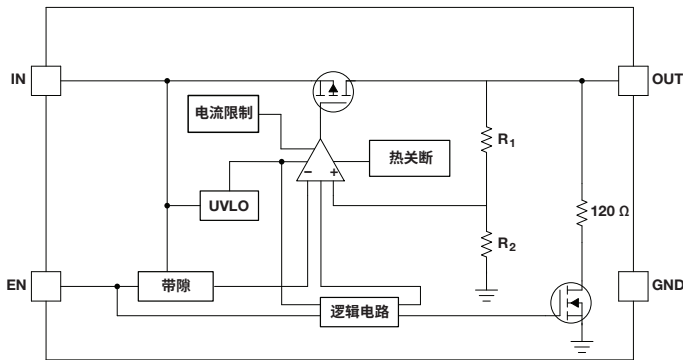 IN
OUT
电流限制
热关断
R1
− +
UVLO
120 Ω
R2
EN
带隙
GND
逻辑电路